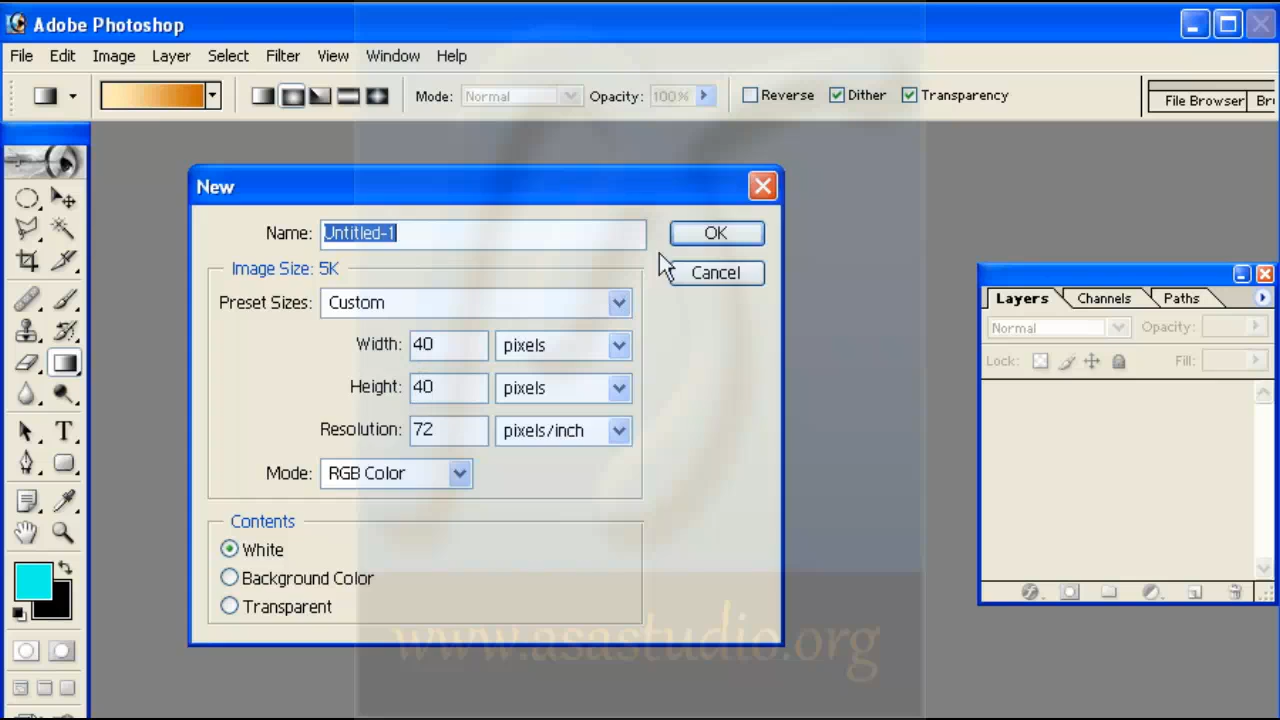 Adobe Photoshop
File Edit Image Layer Select Filter View Window Help
Mode: Normal Opacity: 100% Reverse Dither Transparency File Browser
New
Name: Untitled-1 OK
Image Size: 5K Cancel
Preset Sizes: Custom
Width: 40 pixels
Height: 40 pixels
Resolution: 72 pixels/inch
Mode: RGB Color
Contents
White
Background Color
Transparent
Layers Channels Paths
Normal Opacity:
Lock: Fill:
T
www.asastudio.org